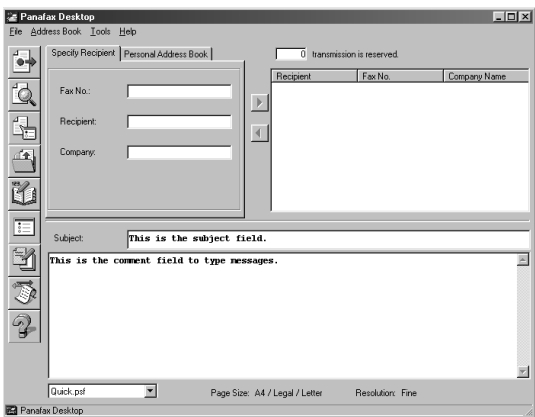 Panafax Desktop
File Address Book Tools Help
Specify Recipient Personal Address Book
0 transmission is reserved.
Recipient Fax No. Company Name
Fax No.:
Recipient:
Company:
Subject: This is the subject field.
This is the comment field to type messages.
Quick.psf Page Size: A4 / Legal / Letter Resolution: Fine
Panafax Desktop